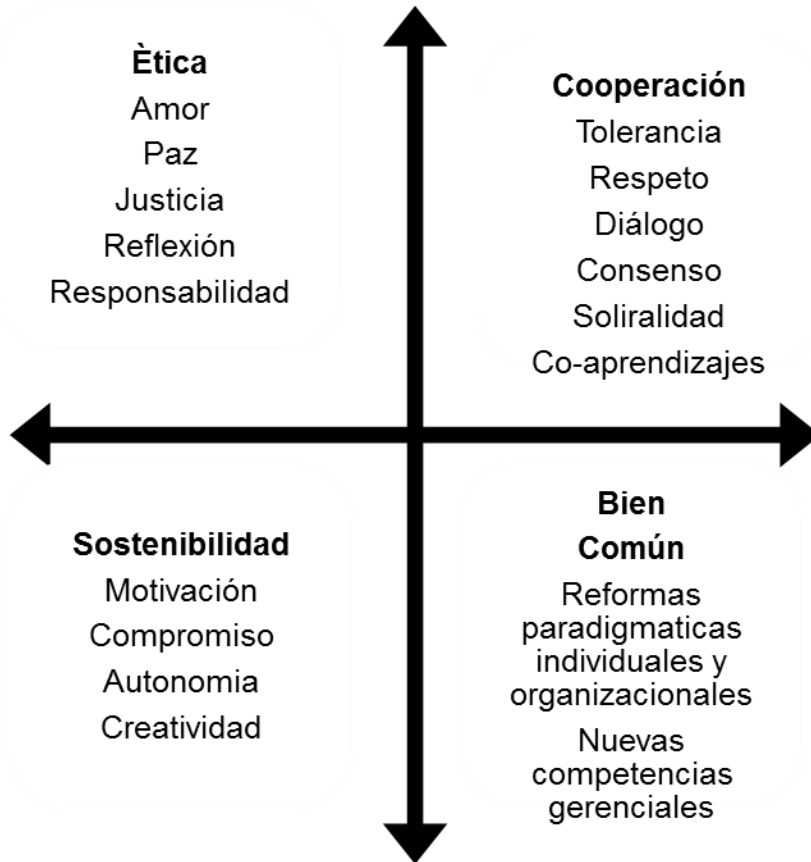 Ètica
Amor
Paz
Justicia
Reflexión
Responsabilidad
Cooperación
Tolerancia
Respeto
Diálogo
Consenso
Soliralidad
Co-aprendizajes
Sostenibilidad
Motivación
Compromiso
Autonomia
Creatividad
Bien
Común
Reformas
paradigmaticas
individuales y
organizacionales
Nuevas
competencias
gerenciales